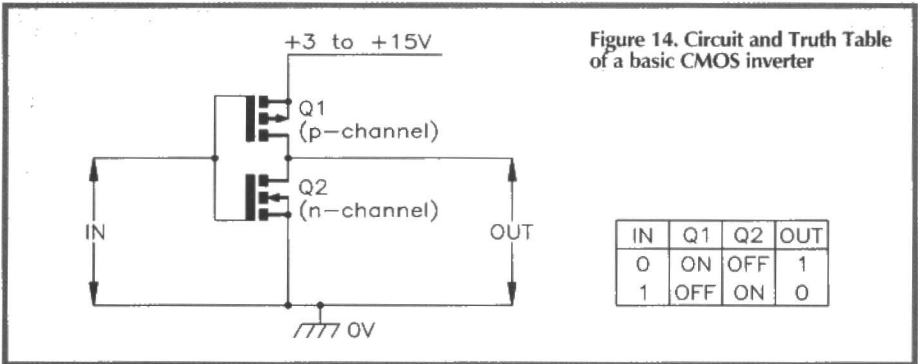 +3 to +15V
Figure 14. Circuit and Truth Table
of a basic CMOS inverter
Q1
(p-channel)
Q2
(n-channel)
IN
OUT
0V
IN Q1 Q2 OUT
0 ON OFF 1
1 OFF ON 0